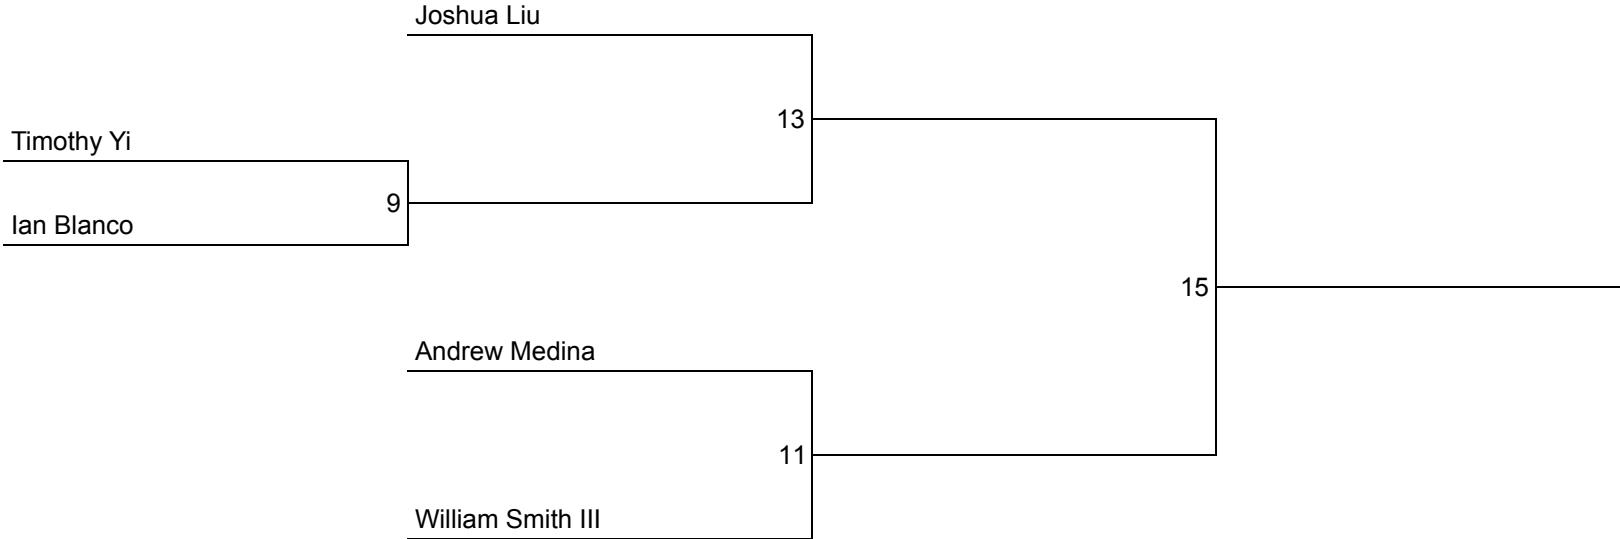 Joshua Liu
13
Timothy Yi
9
Ian Blanco
15
Andrew Medina
11
William Smith III